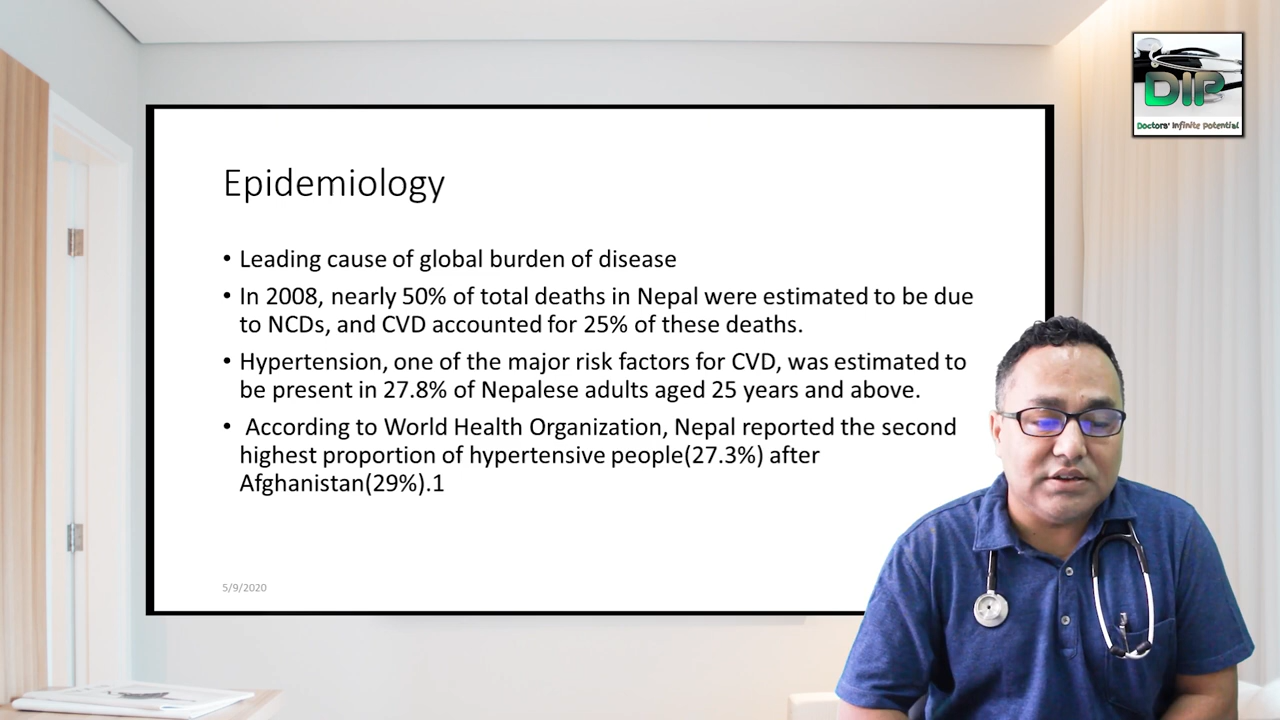 DIP
Doctors' Infinite Potential
Epidemiology
• Leading cause of global burden of disease
• In 2008, nearly 50% of total deaths in Nepal were estimated to be due
to NCDs, and CVD accounted for 25% of these deaths.
• Hypertension, one of the major risk factors for CVD, was estimated to
be present in 27.8% of Nepalese adults aged 25 years and above.
• According to World Health Organization, Nepal reported the second
highest proportion of hypertensive people(27.3%) after
Afghanistan(29%).1
5/9/2020